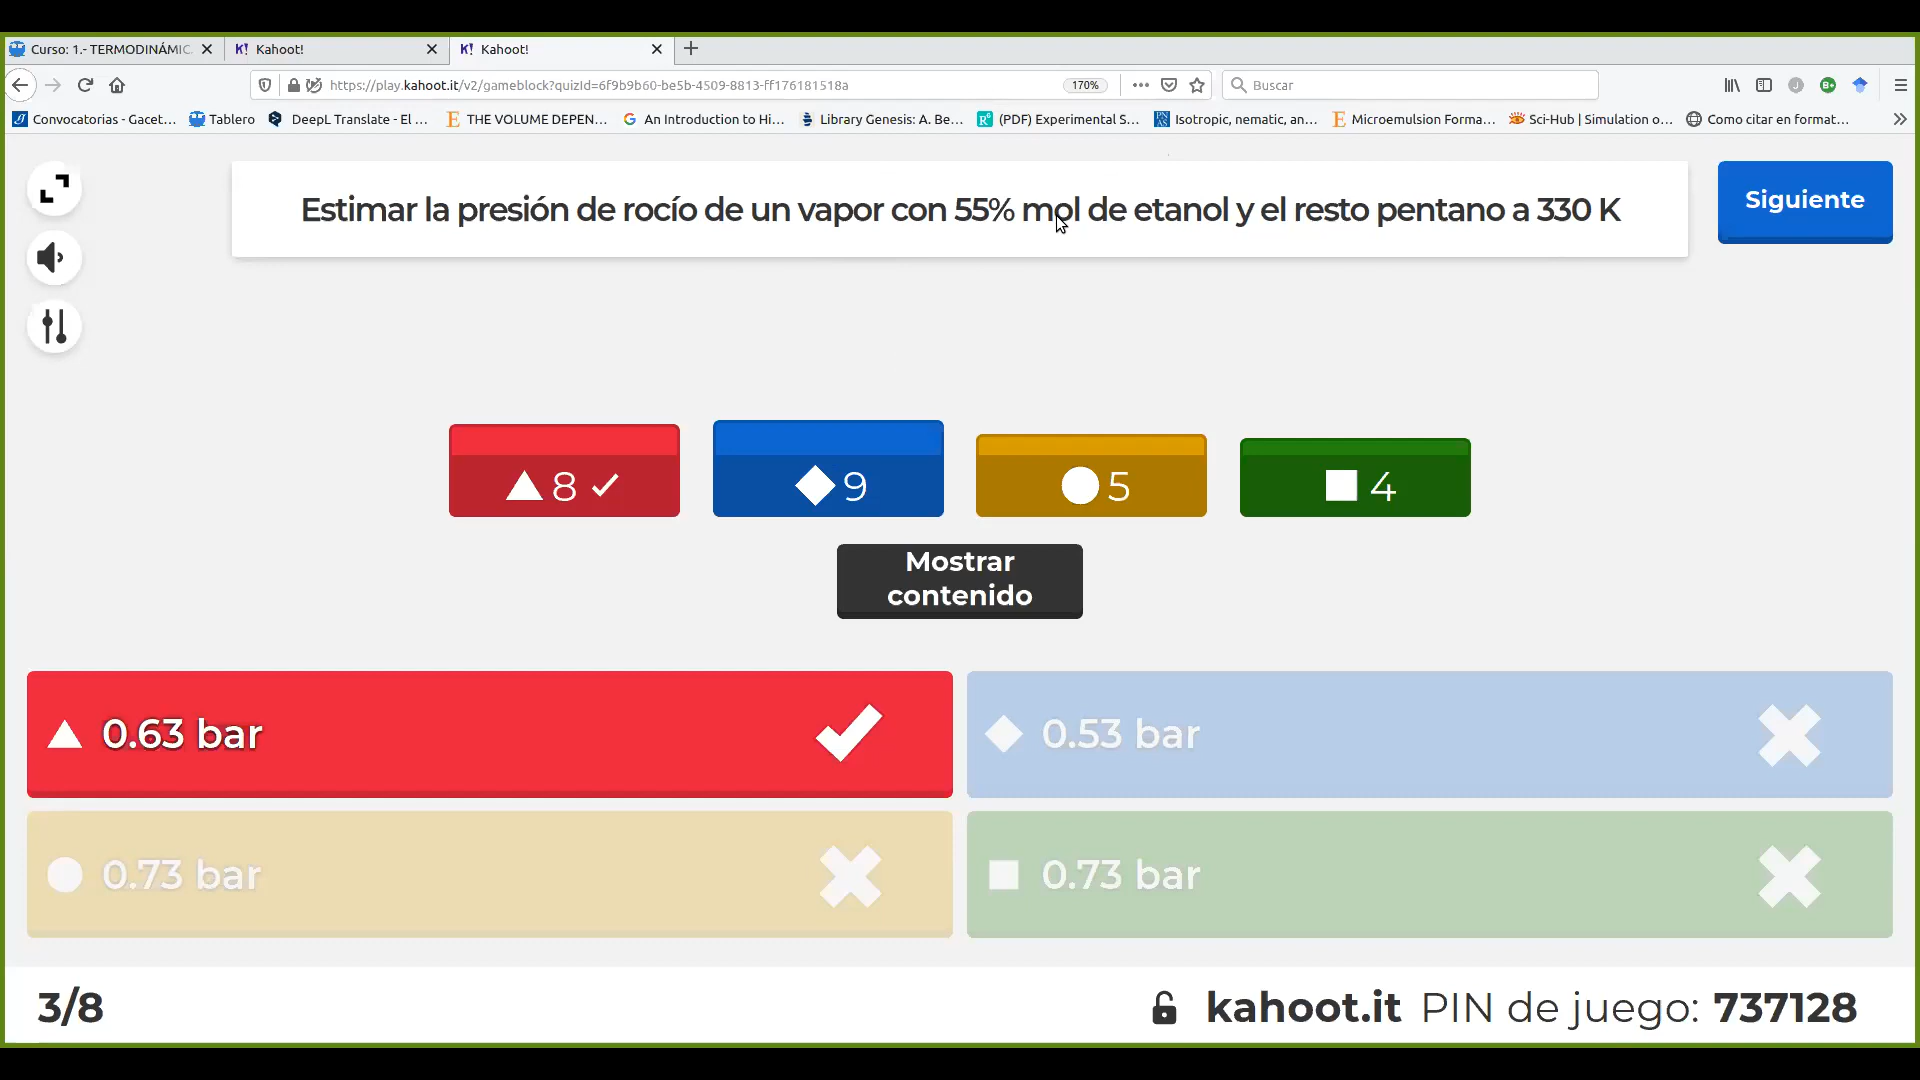 Curso: 1.- TERMODINÁMIC
Kahoot!
Kahoot!
https://play.kahoot.it/v2/gameblock?quizId=6f9b9b60-be5b-4509-8813-ff176181518a
170%
Buscar
Convocatorias - Gacet...
Tablero
DeepL Translate - El ...
THE VOLUME DEPEN...
An Introduction to Hi...
Library Genesis: A. Be...
(PDF) Experimental S...
Isotropic, nematic, an...
Microemulsion Forma...
Sci-Hub | Simulation o...
Como citar en format...
Estimar la presión de rocío de un vapor con 55% mol de etanol y el resto pentano a 330 K
Siguiente
8
9
5
4
Mostrar
contenido
0.63 bar
0.53 bar
0.73 bar
0.73 bar
3/8
kahoot.it PIN de juego: 737128